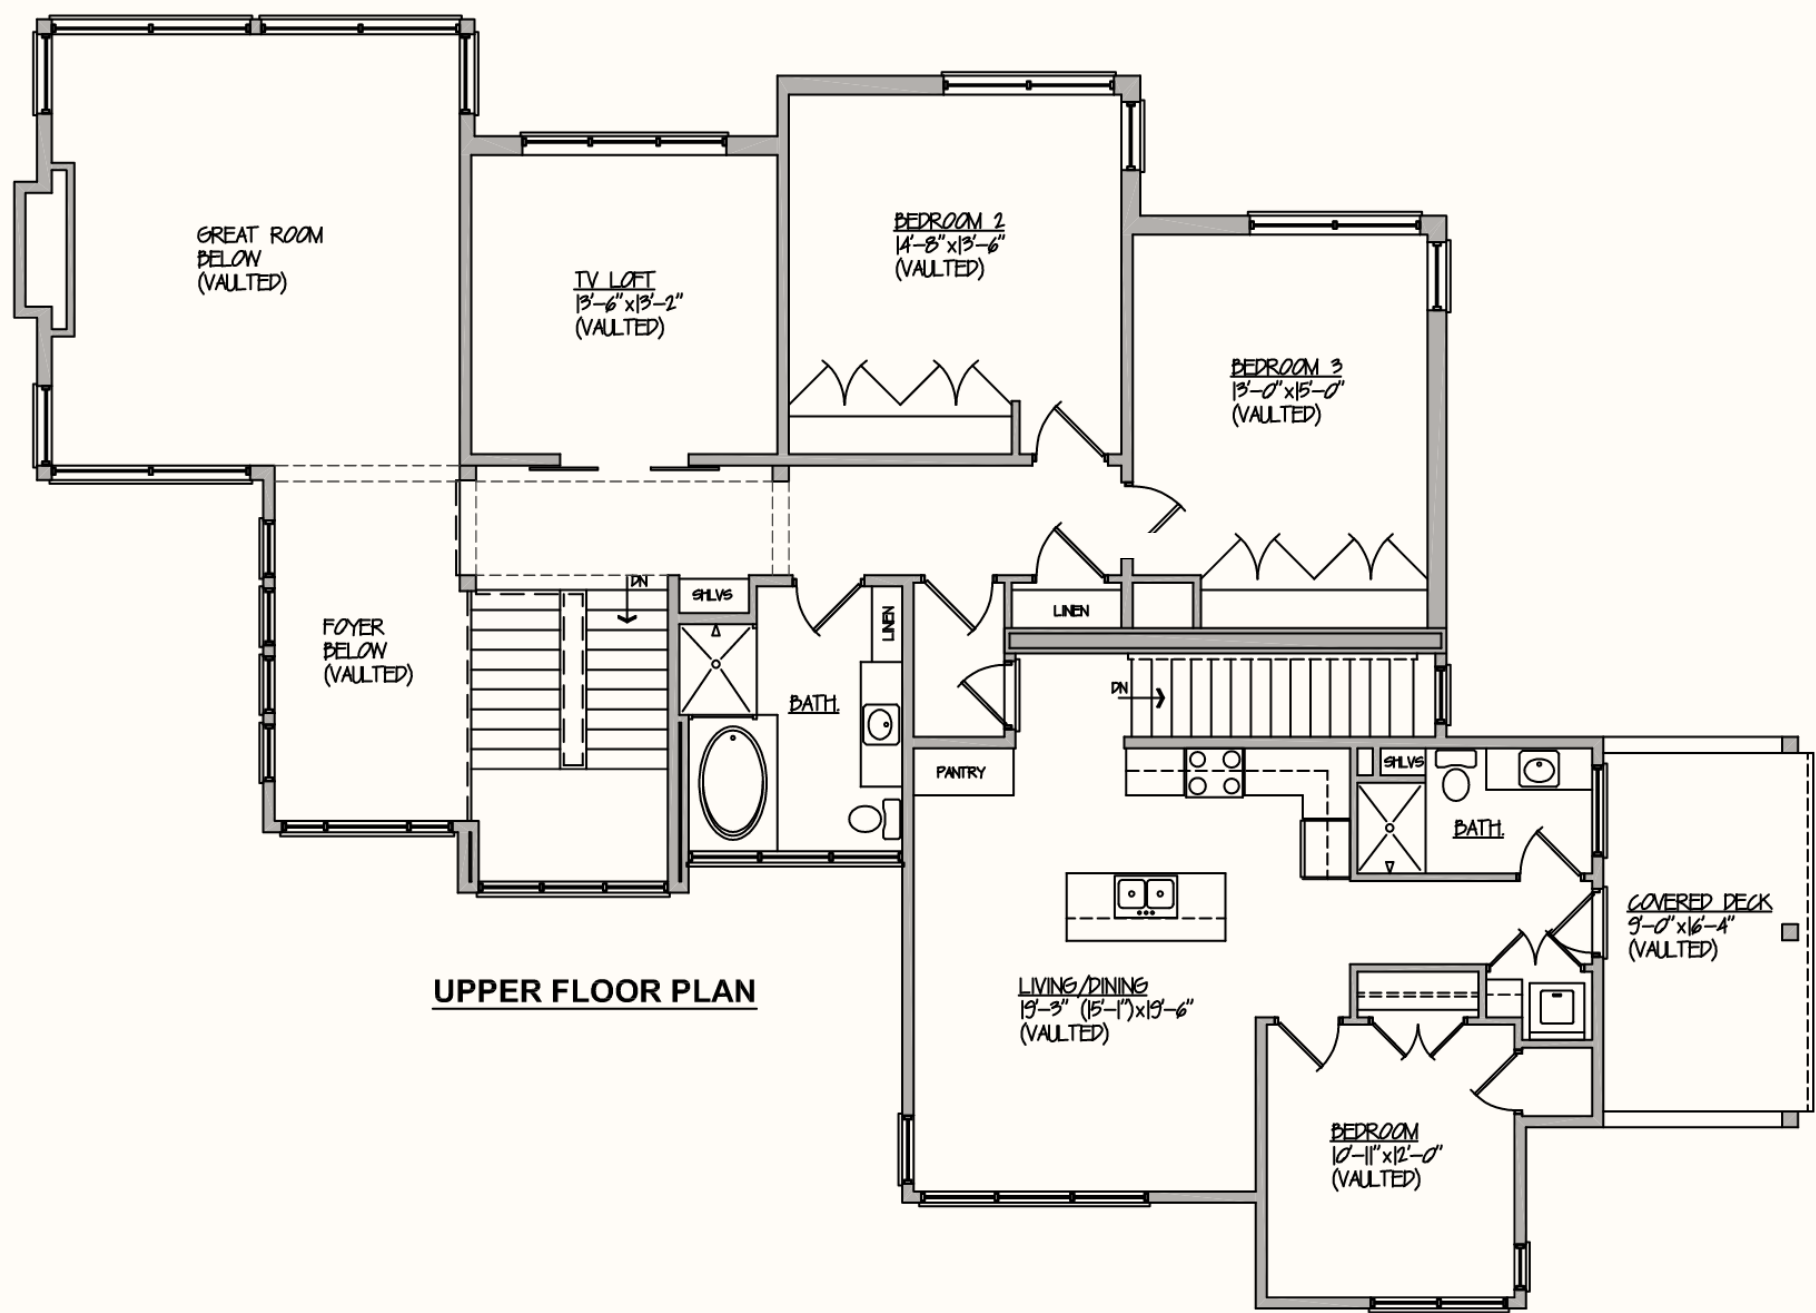 GREAT ROOM
BELOW
(VAULTED)
TV LOFT
13'-6"x13'-2"
(VAULTED)
BEDROOM 2
14'-8"x13'-6"
(VAULTED)
BEDROOM 3
13'-0"x15'-0"
(VAULTED)
FOYER
BELOW
(VAULTED)
DN
SHLVS
LINEN
BATH.
LINEN
DN
PANTRY
SHLVS
BATH.
COVERED DECK
9'-0"x16'-4"
(VAULTED)
LIVING/DINING
19'-3" (15'-1")x19'-6"
(VAULTED)
BEDROOM
10'-11"x12'-0"
(VAULTED)
UPPER FLOOR PLAN